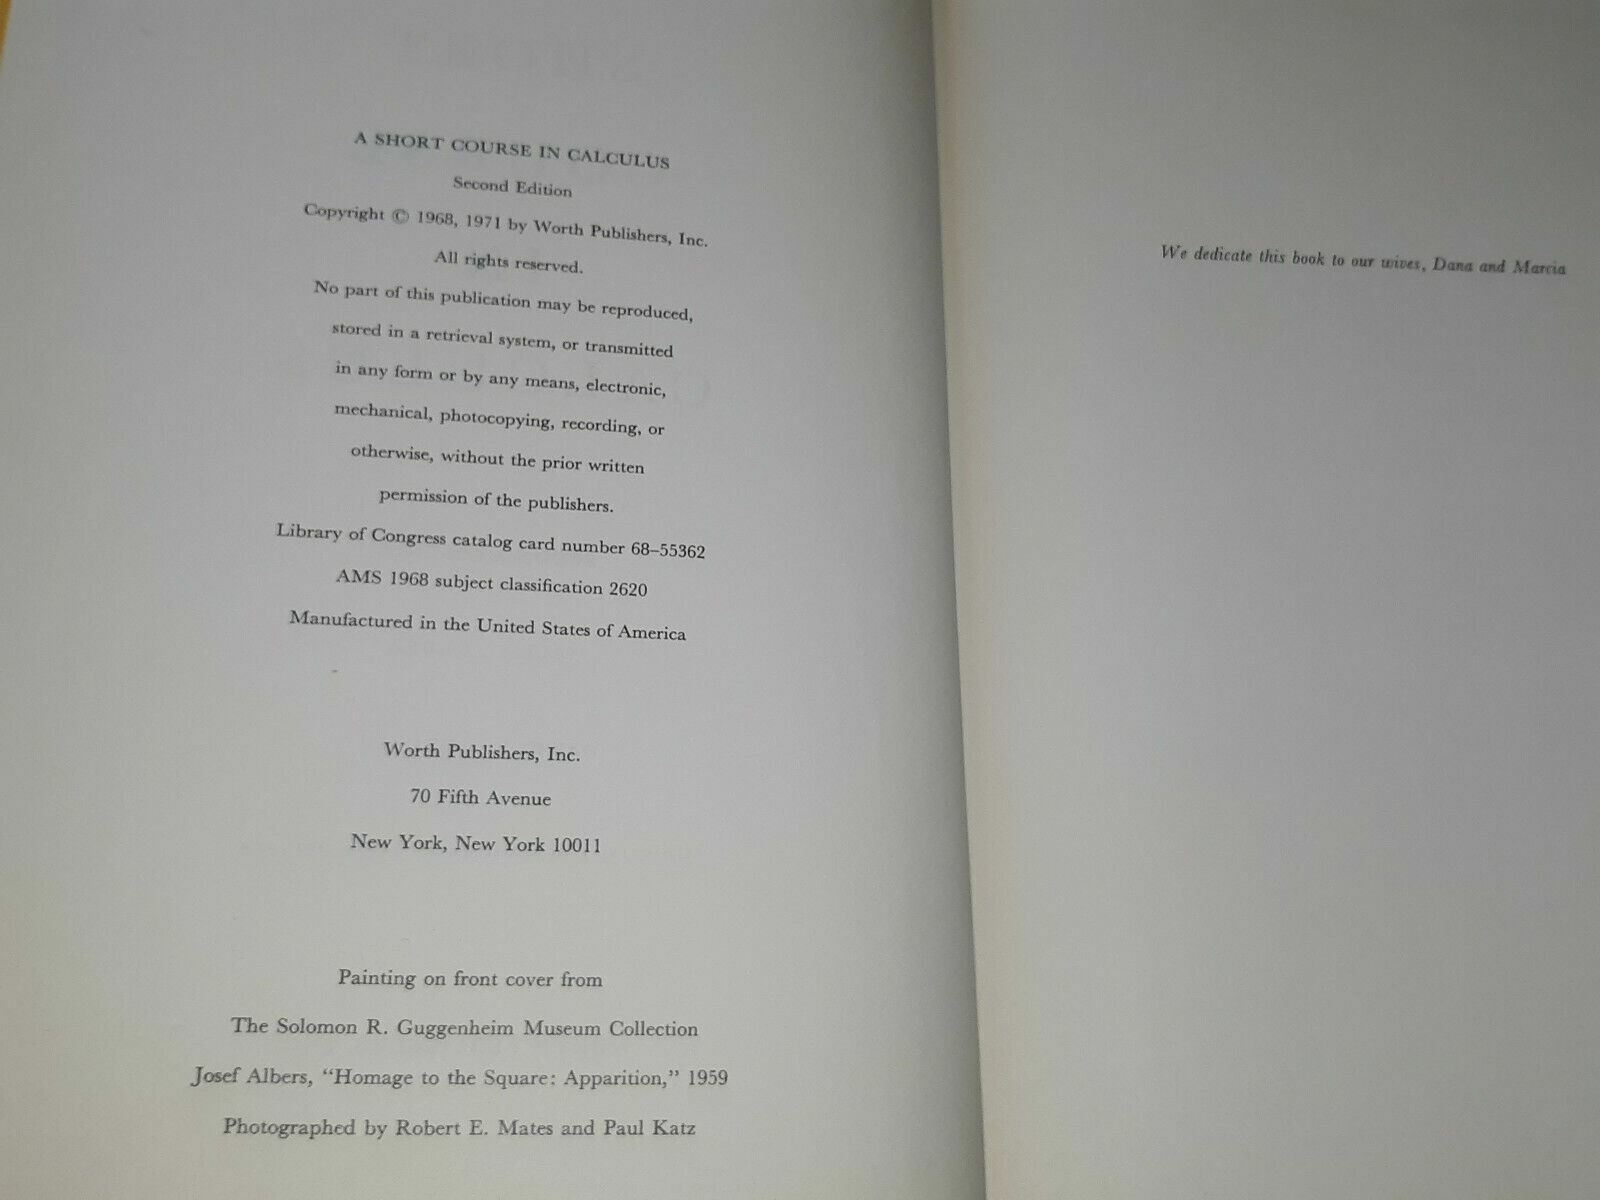 A SHORT COURSE IN CALCULUS
Second Edition
Copyright © 1968, 1971 by Worth Publishers, Inc.
All rights reserved.
No part of this publication may be reproduced,
stored in a retrieval system, or transmitted
in any form or by any means, electronic,
mechanical, photocopying, recording, or
otherwise, without the prior written
permission of the publishers.
Library of Congress catalog card number 68–55362
AMS 1968 subject classification 2620
Manufactured in the United States of America
Worth Publishers, Inc.
70 Fifth Avenue
New York, New York 10011
Painting on front cover from
The Solomon R. Guggenheim Museum Collection
Josef Albers, “Homage to the Square: Apparition,” 1959
Photographed by Robert E. Mates and Paul Katz
We dedicate this book to our wives, Dana and Marcia